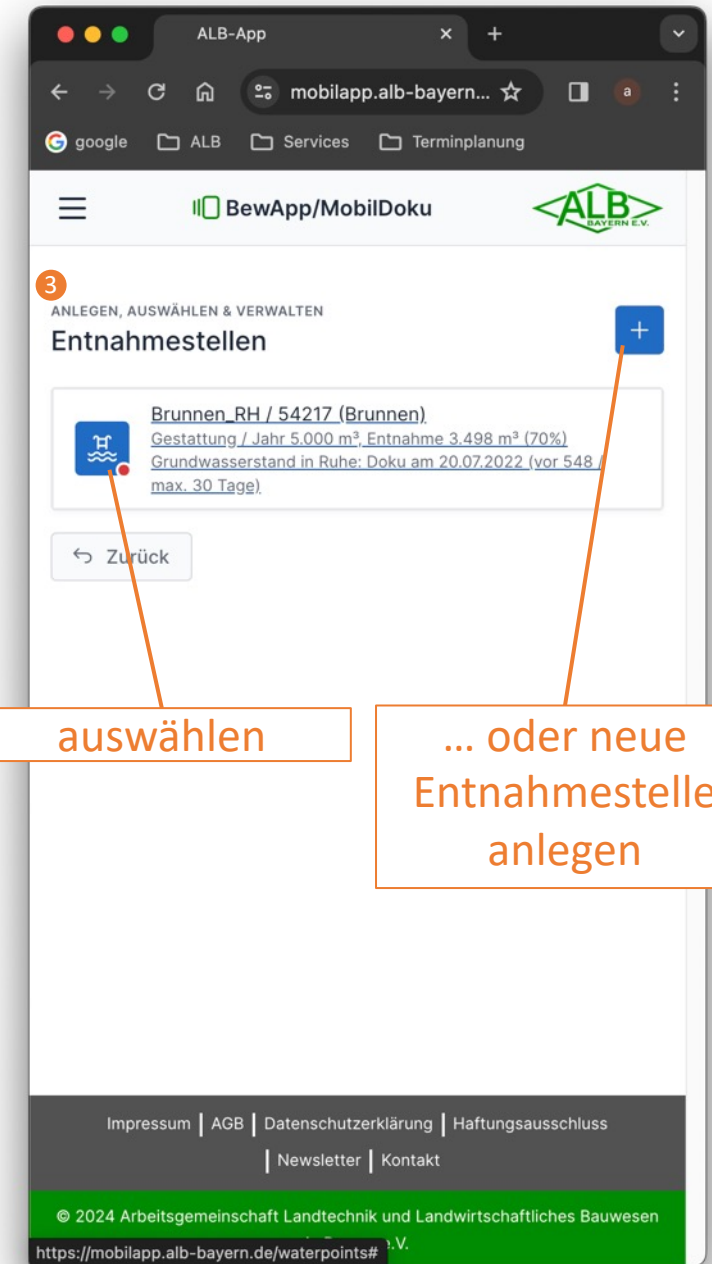 ALB-App
mobilapp.alb-bayern...
a
google ALB Services Terminplanung
BewApp/MobilDoku
ALB
BAYERN E.V.
3
ANLEGEN, AUSWÄHLEN & VERWALTEN
Entnahmestellen
Brunnen_RH / 54217 (Brunnen)
Gestattung / Jahr 5.000 m³, Entnahme 3.498 m³ (70%)
Grundwasserstand in Ruhe: Doku am 20.07.2022 (vor 548 /
max. 30 Tage)
Zurück
auswählen
... oder neue
Entnahmestelle
anlegen
Impressum | AGB | Datenschutzerklärung | Haftungsausschluss
| Newsletter | Kontakt
© 2024 Arbeitsgemeinschaft Landtechnik und Landwirtschaftliches Bauwesen
e.V.
https://mobilapp.alb-bayern.de/waterpoints#